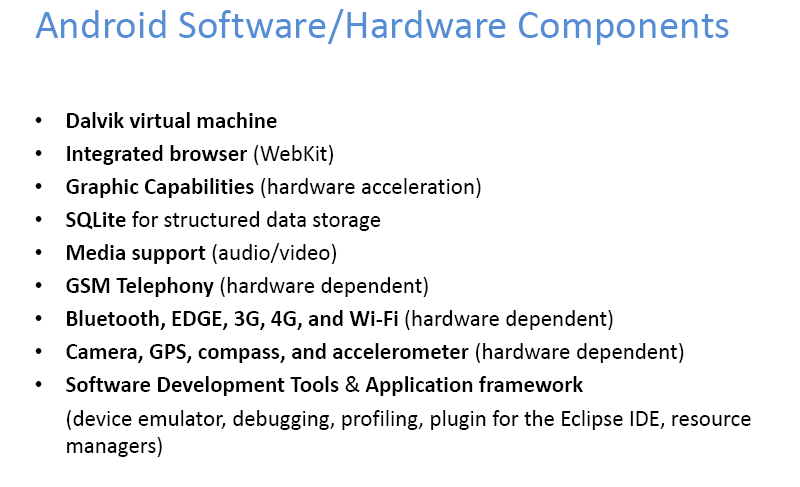 Android Software/Hardware Components
• Dalvik virtual machine
• Integrated browser (WebKit)
• Graphic Capabilities (hardware acceleration)
• SQLite for structured data storage
• Media support (audio/video)
• GSM Telephony (hardware dependent)
• Bluetooth, EDGE, 3G, 4G, and Wi-Fi (hardware dependent)
• Camera, GPS, compass, and accelerometer (hardware dependent)
• Software Development Tools & Application framework
(device emulator, debugging, profiling, plugin for the Eclipse IDE, resource
managers)